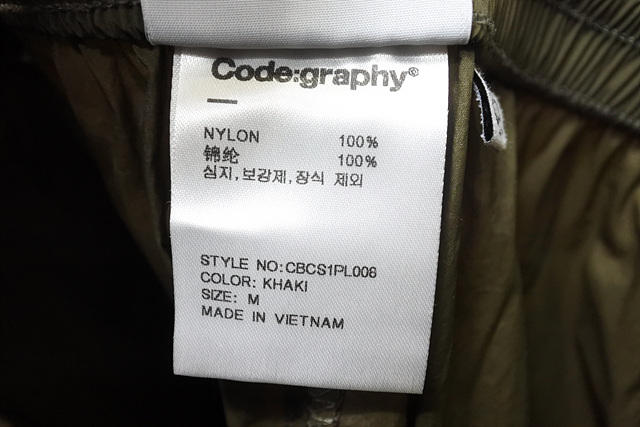 Code:graphy®
NYLON 100%
锦纶 100%
심지,보강제,장식 제외
STYLE NO:CBCS1PL006
COLOR: KHAKI
SIZE: M
MADE IN VIETNAM